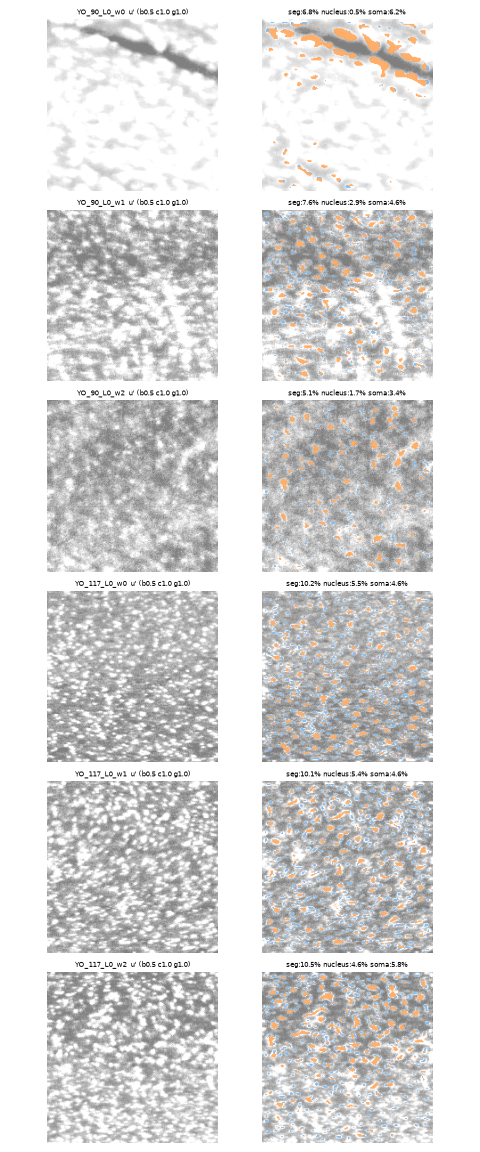 YO_90_L0_w0 u' (b0.5 c1.0 g1.0)
seg:6.8% nucleus:0.5% soma:6.2%
YO_90_L0_w1 u' (b0.5 c1.0 g1.0)
seg:7.6% nucleus:2.9% soma:4.6%
YO_90_L0_w2 u' (b0.5 c1.0 g1.0)
seg:5.1% nucleus:1.7% soma:3.4%
YO_117_L0_w0 u' (b0.5 c1.0 g1.0)
seg:10.2% nucleus:5.5% soma:4.6%
YO_117_L0_w1 u' (b0.5 c1.0 g1.0)
seg:10.1% nucleus:5.4% soma:4.6%
YO_117_L0_w2 u' (b0.5 c1.0 g1.0)
seg:10.5% nucleus:4.6% soma:5.8%